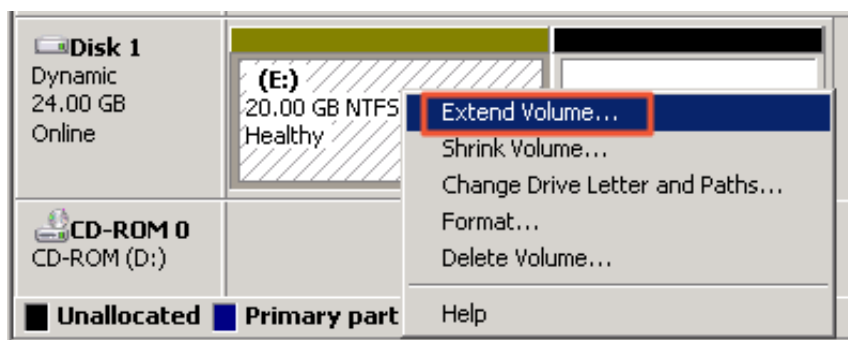 Disk 1
Dynamic
24.00 GB
Online
(E:)
20.00 GB NTFS
Healthy
Extend Volume...
Shrink Volume...
Change Drive Letter and Paths...
Format...
Delete Volume...
Help
CD-ROM 0
CD-ROM (D:)
Unallocated
Primary part